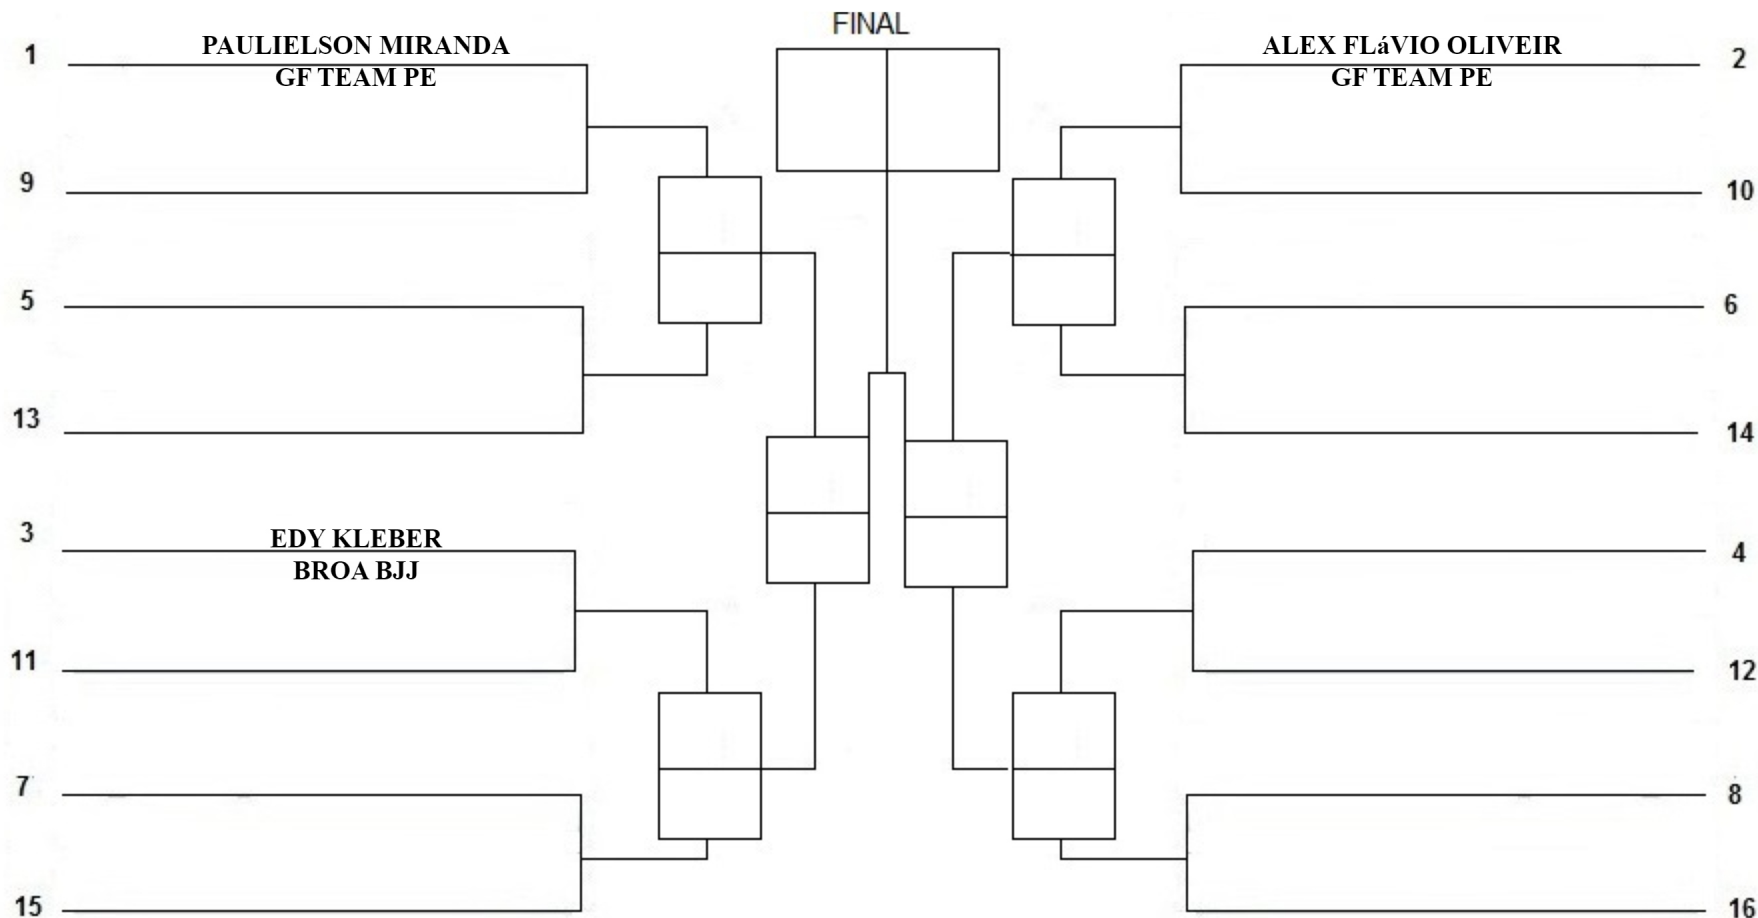 FINAL
1
PAULIELSON MIRANDA
GF TEAM PE
9
5
13
3
EDY KLEBER
BROA BJJ
11
7
15
ALEX FLáVIO OLIVEIR
GF TEAM PE
2
10
6
14
4
12
8
16